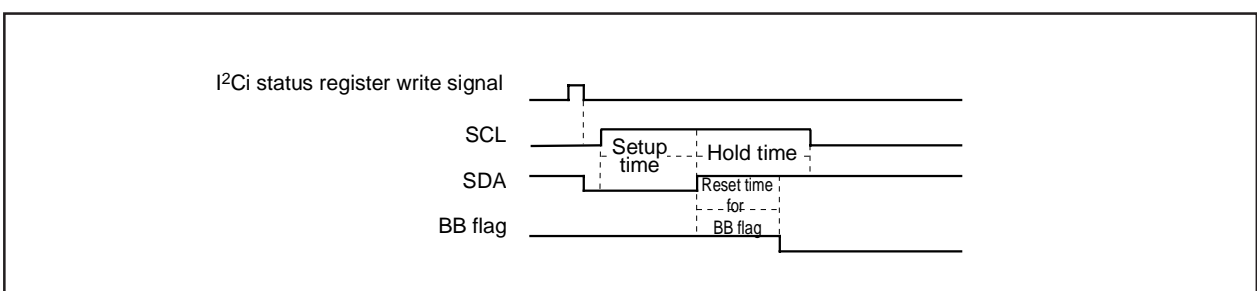 I²Ci status register write signal
SCL
Setup
time
Hold time
SDA
Reset time
for
BB flag
BB flag